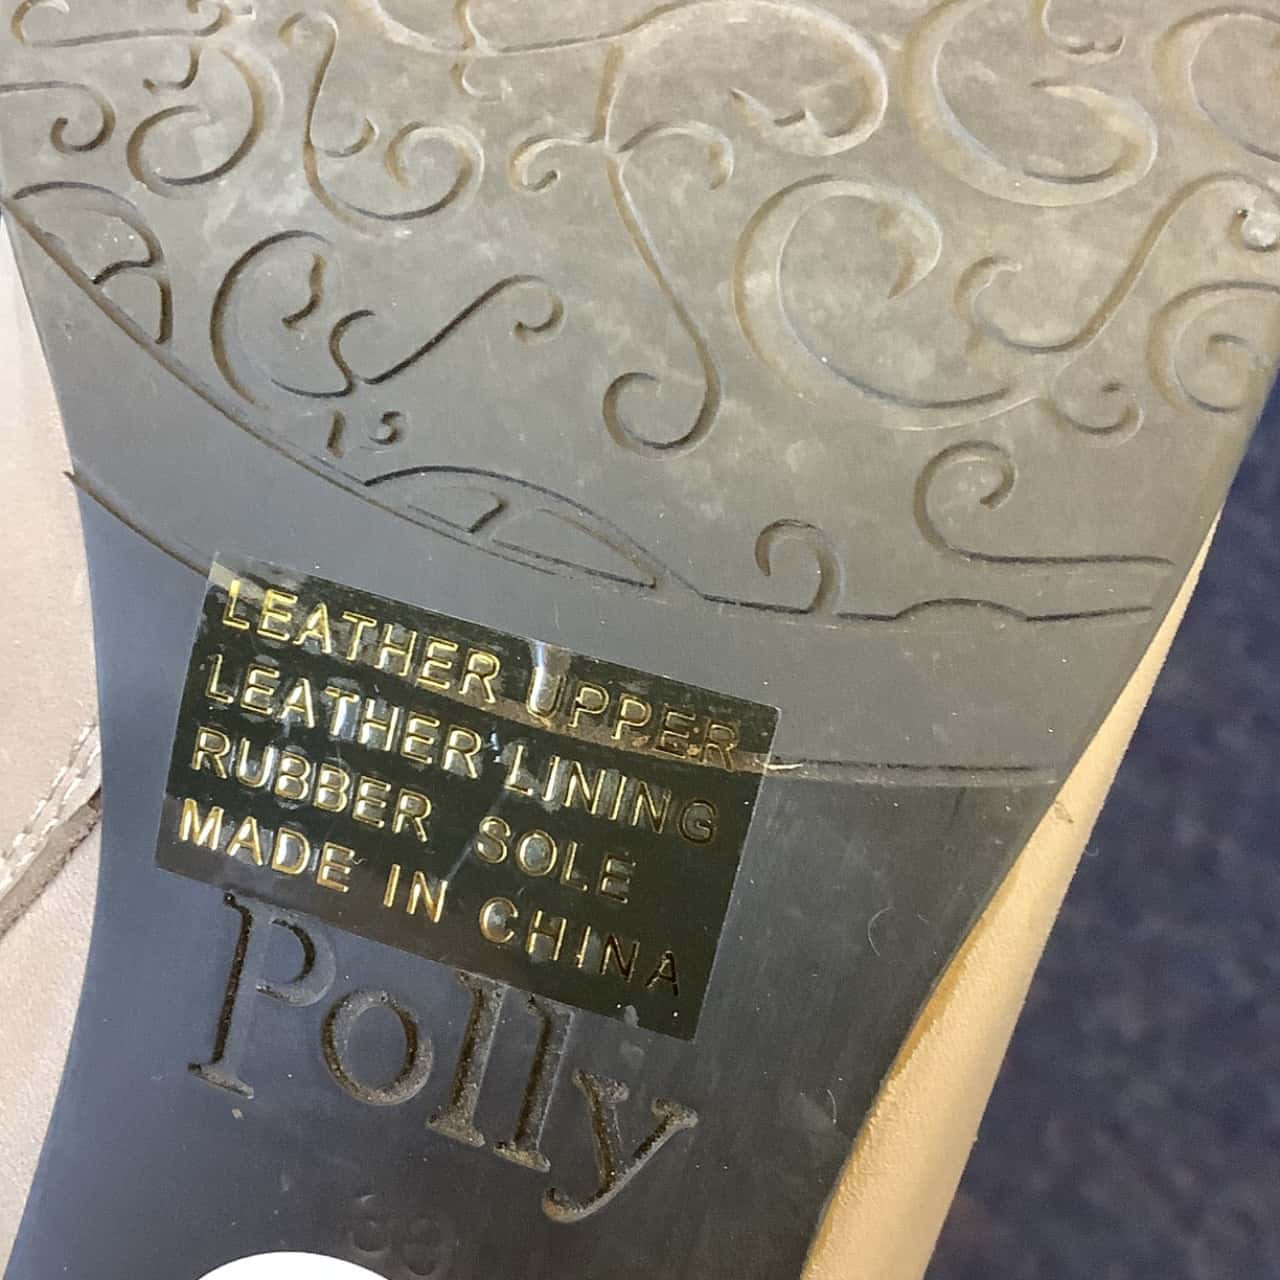 LEATHER UPPER
LEATHER LINING
RUBBER SOLE
MADE IN CHINA
Polly